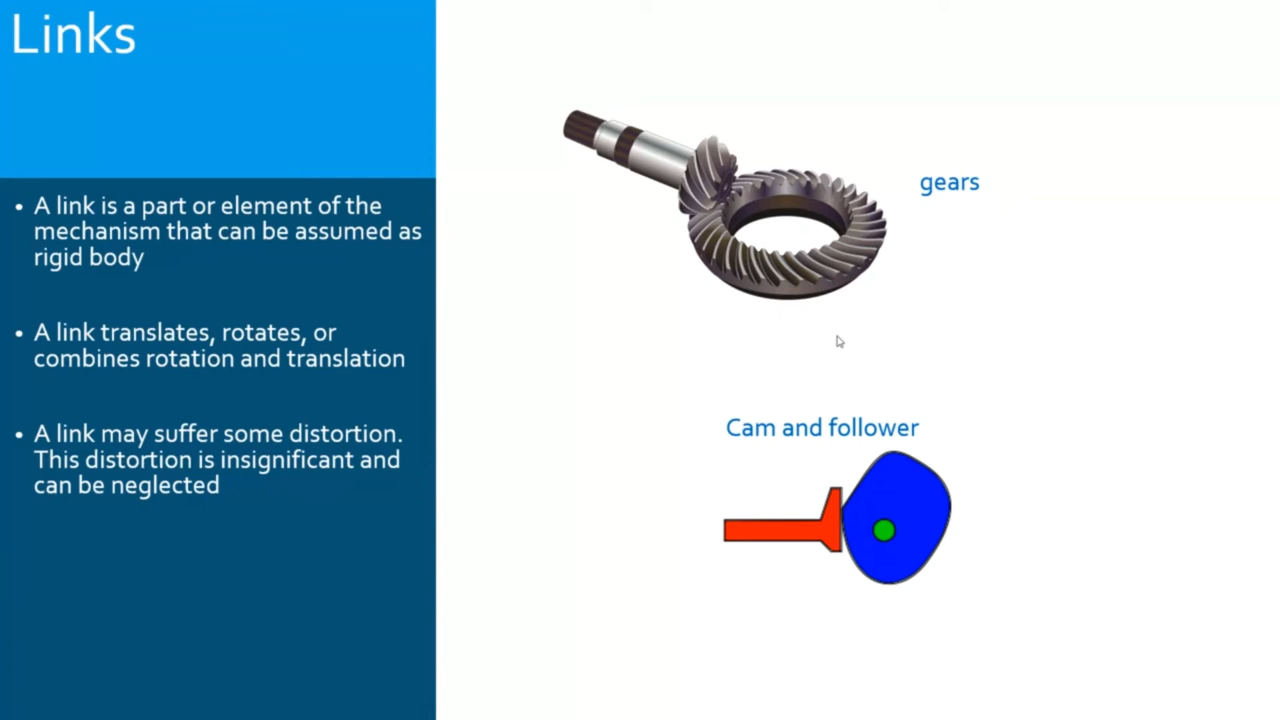 Links
• A link is a part or element of the
mechanism that can be assumed as
rigid body
• A link translates, rotates, or
combines rotation and translation
• A link may suffer some distortion.
This distortion is insignificant and
can be neglected
gears
Cam and follower